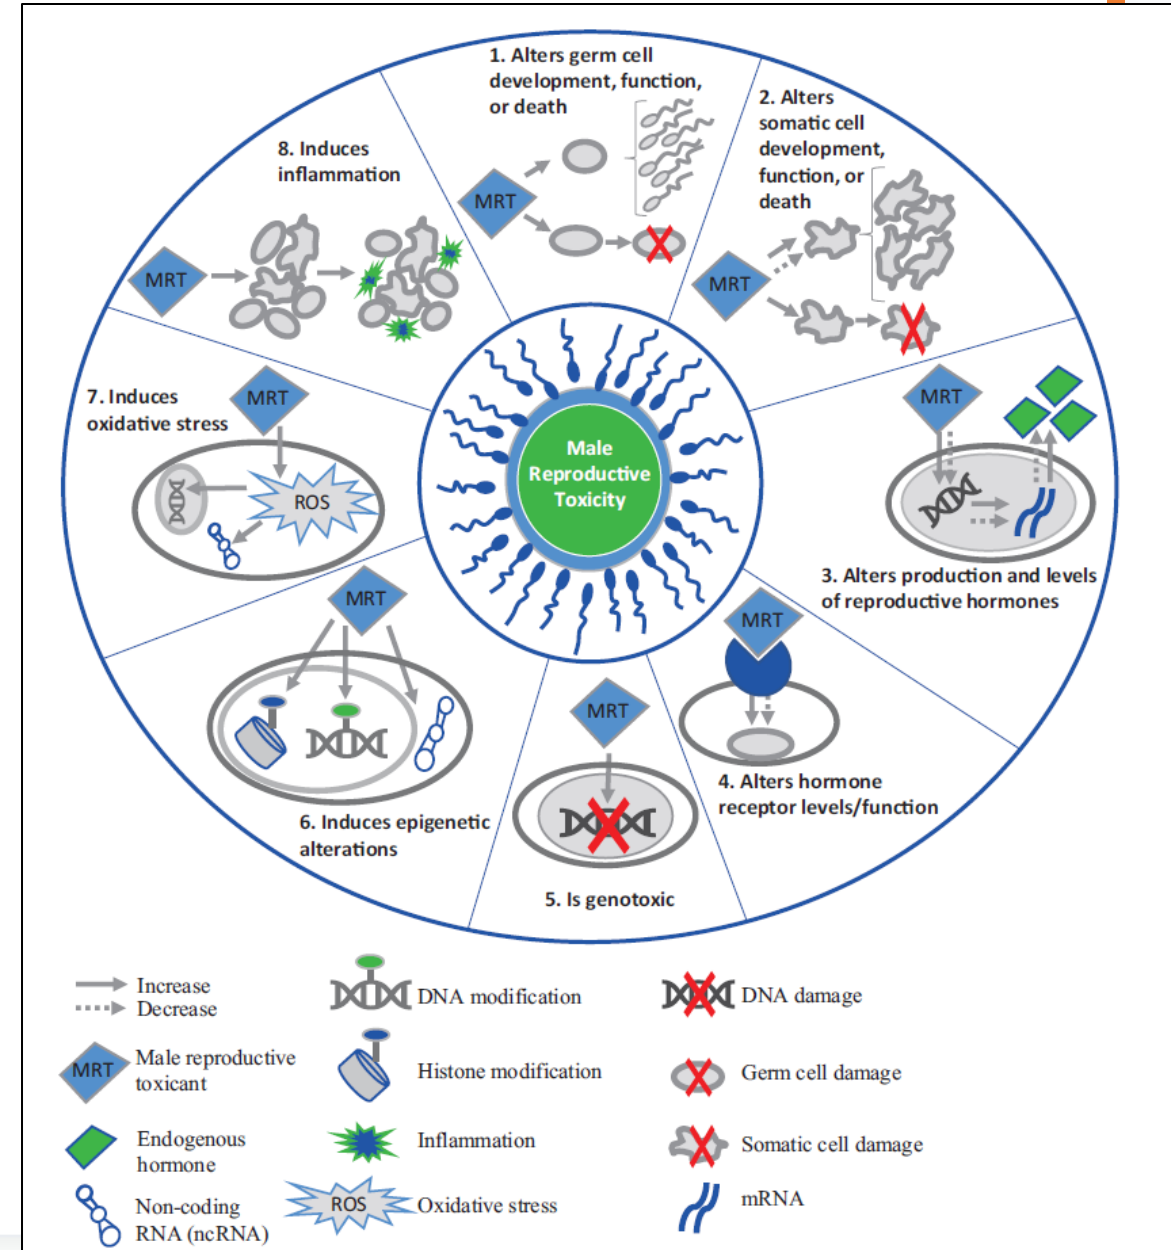 1. Alters germ cell
development, function,
or death
MRT
2. Alters
somatic cell
development,
function, or
death
MRT
MRT
3. Alters production and levels
of reproductive hormones
MRT
4. Alters hormone
receptor levels/function
MRT
5. Is genotoxic
MRT
6. Induces epigenetic
alterations
7. Induces
oxidative stress
MRT
ROS
8. Induces
inflammation
MRT
Male
Reproductive
Toxicity
Increase
Decrease
MRT
Male reproductive
toxicant
Endogenous
hormone
Non-coding
RNA (ncRNA)
DNA modification
Histone modification
Inflammation
ROS
Oxidative stress
DNA damage
Germ cell damage
Somatic cell damage
mRNA